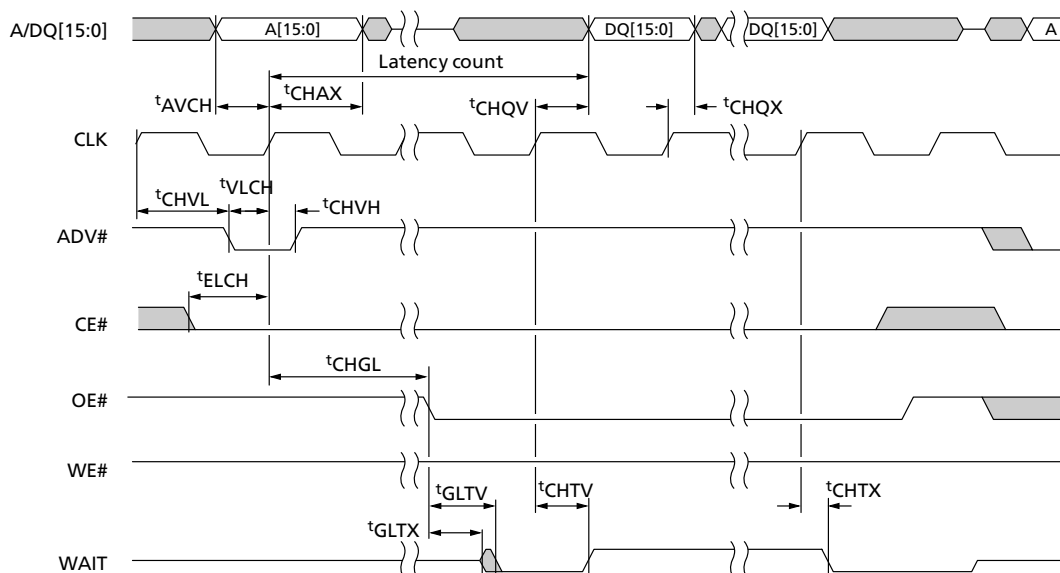 A/DQ[15:0]
A[15:0]
DQ[15:0]
DQ[15:0]
A
Latency count
tAVCH
tCHAX
tCHQV
tCHQX
CLK
tVLCH
tCHVL
tCHVH
ADV#
tELCH
CE#
tCHGL
OE#
WE#
tGLTV
tCHTV
tCHTX
tGLTX
WAIT